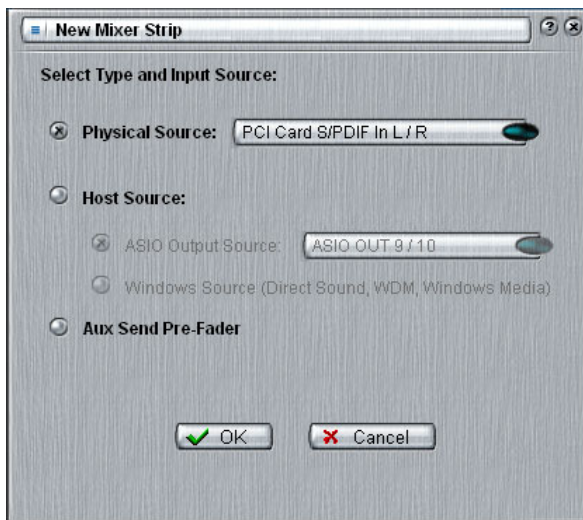 New Mixer Strip
?
Select Type and Input Source:
Physical Source: PCI Card S/PDIF In L / R
Host Source:
ASIO Output Source: ASIO OUT 9 / 10
Windows Source (Direct Sound, WDM, Windows Media)
Aux Send Pre-Fader
OK Cancel